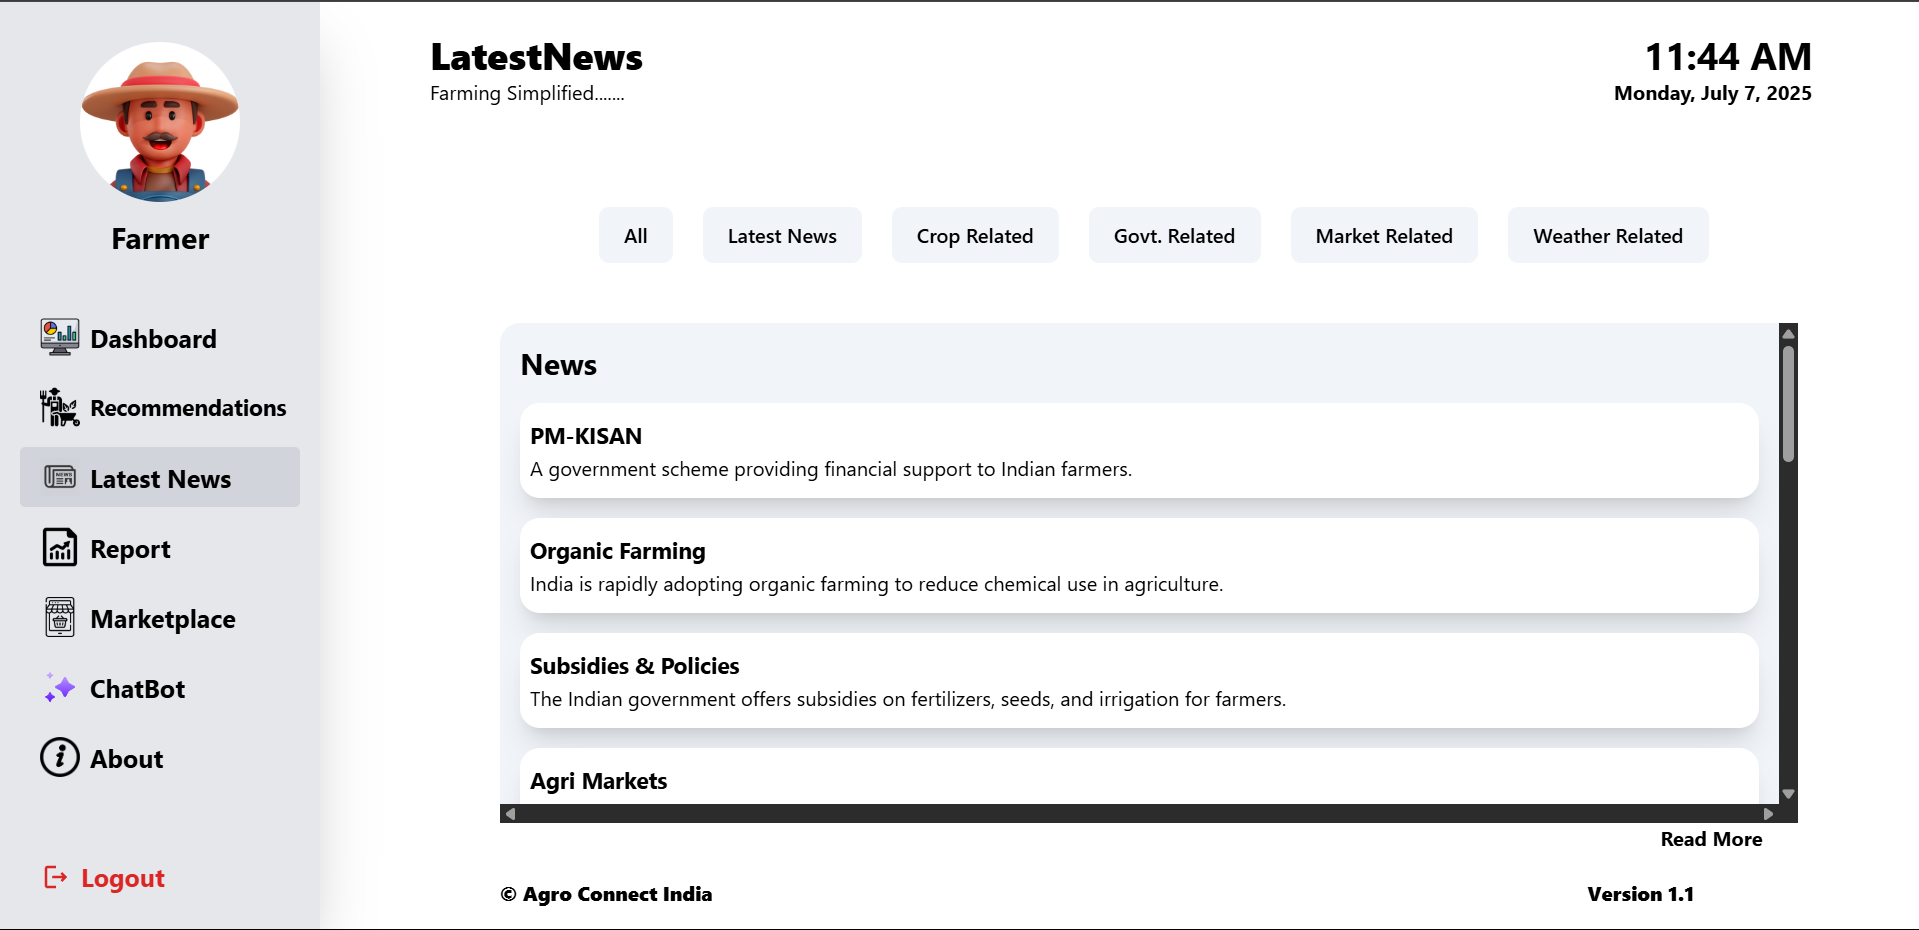 Farmer
Dashboard
Recommendations
Latest News
Report
Marketplace
ChatBot
About
Logout
LatestNews
Farming Simplified.......
11:44 AM
Monday, July 7, 2025
All
Latest News
Crop Related
Govt. Related
Market Related
Weather Related
News
PM-KISAN
A government scheme providing financial support to Indian farmers.
Organic Farming
India is rapidly adopting organic farming to reduce chemical use in agriculture.
Subsidies & Policies
The Indian government offers subsidies on fertilizers, seeds, and irrigation for farmers.
Agri Markets
Read More
© Agro Connect India
Version 1.1